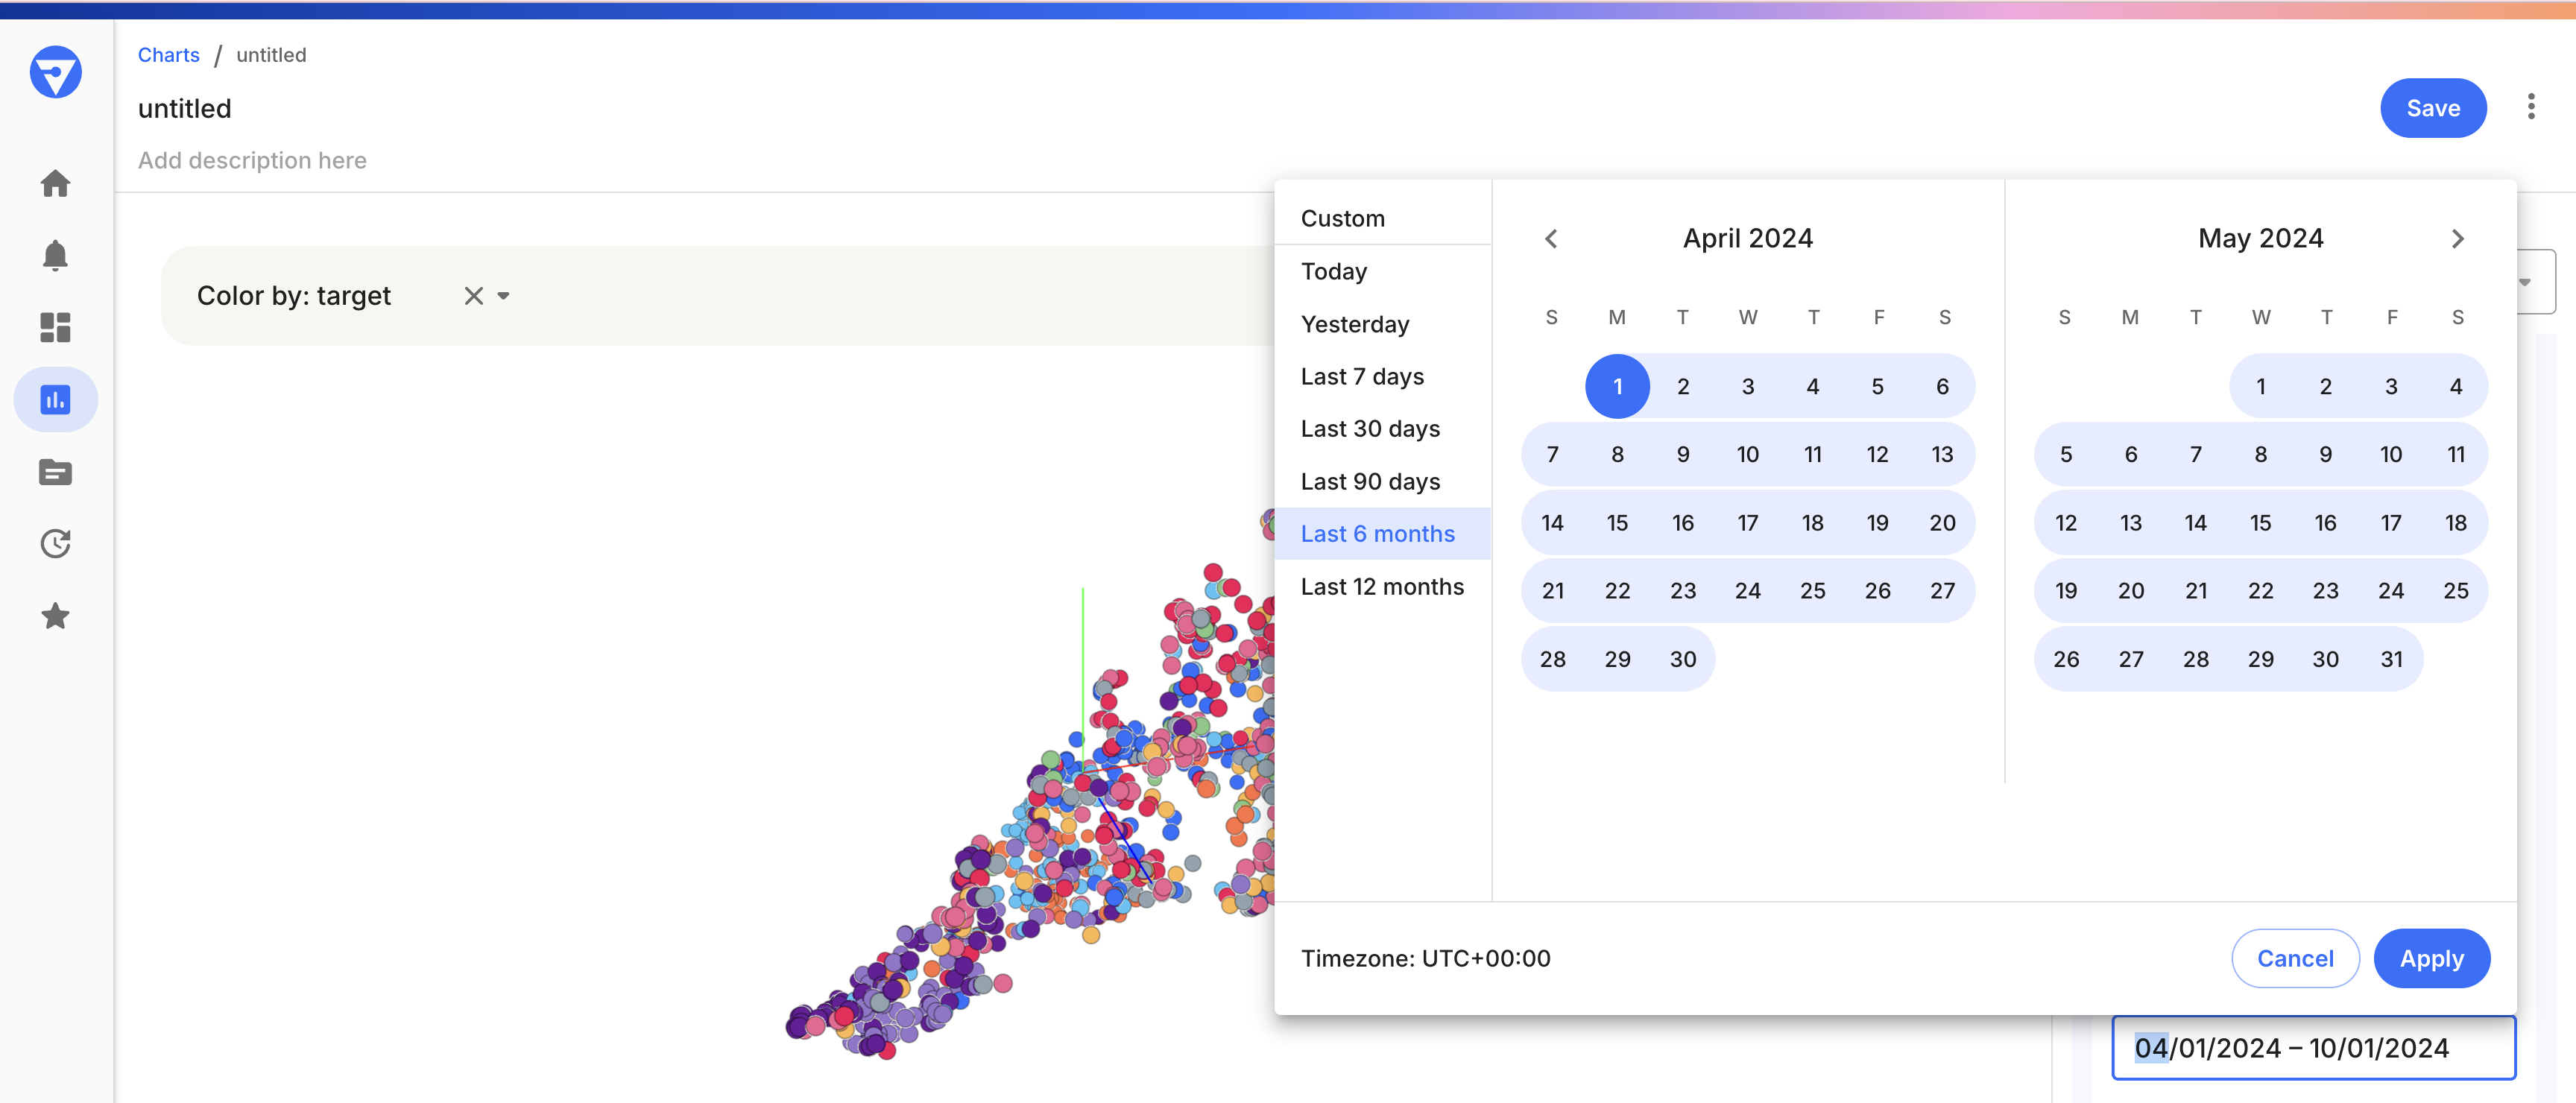 Charts / untitled
untitled
Add description here
Save
Color by: target
Custom
Today
Yesterday
Last 7 days
Last 30 days
Last 90 days
Last 6 months
Last 12 months
April 2024
S M T W T F S
1 2 3 4 5 6
7 8 9 10 11 12 13
14 15 16 17 18 19 20
21 22 23 24 25 26 27
28 29 30
May 2024
S M T W T F S
1 2 3 4
5 6 7 8 9 10 11
12 13 14 15 16 17 18
19 20 21 22 23 24 25
26 27 28 29 30 31
Timezone: UTC+00:00
Cancel
Apply
04/01/2024 – 10/01/2024